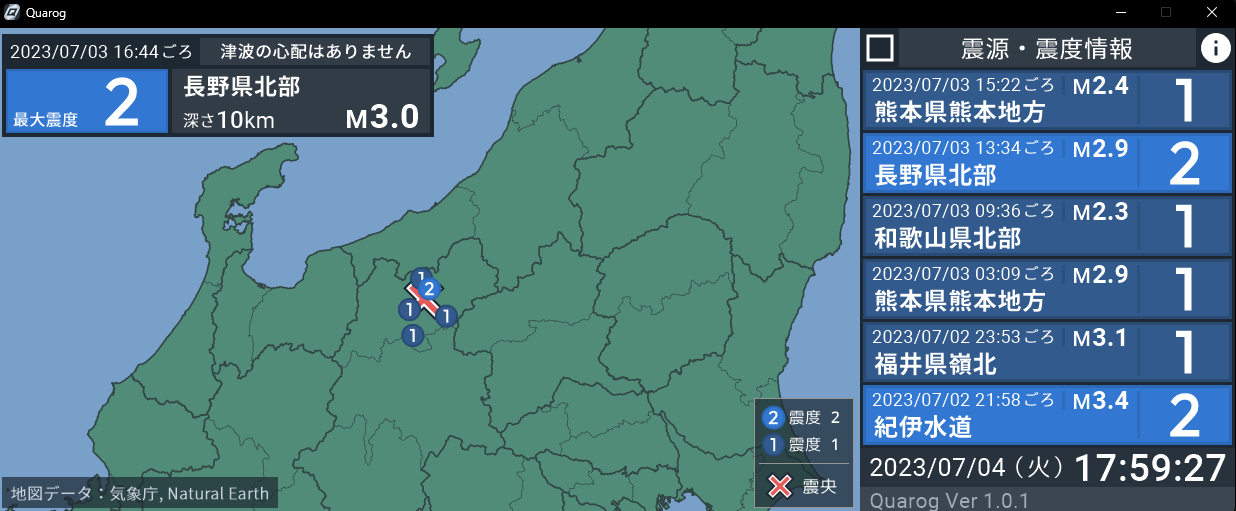 Quarog
2023/07/03 16:44ごろ 津波の心配はありません
最大震度 2
長野県北部
深さ10km M3.0
1
2
1
1
1
震源・震度情報
2023/07/03 15:22ごろ M2.4 1
熊本県熊本地方
2023/07/03 13:34ごろ M2.9 2
長野県北部
2023/07/03 09:36ごろ M2.3 1
和歌山県北部
2023/07/03 03:09ごろ M2.9 1
熊本県熊本地方
2023/07/02 23:53ごろ M3.1 1
福井県嶺北
2023/07/02 21:58ごろ M3.4 2
紀伊水道
2 震度 2
1 震度 1
震央
地図データ：気象庁, Natural Earth
2023/07/04（火）17:59:27
Quarog Ver 1.0.1